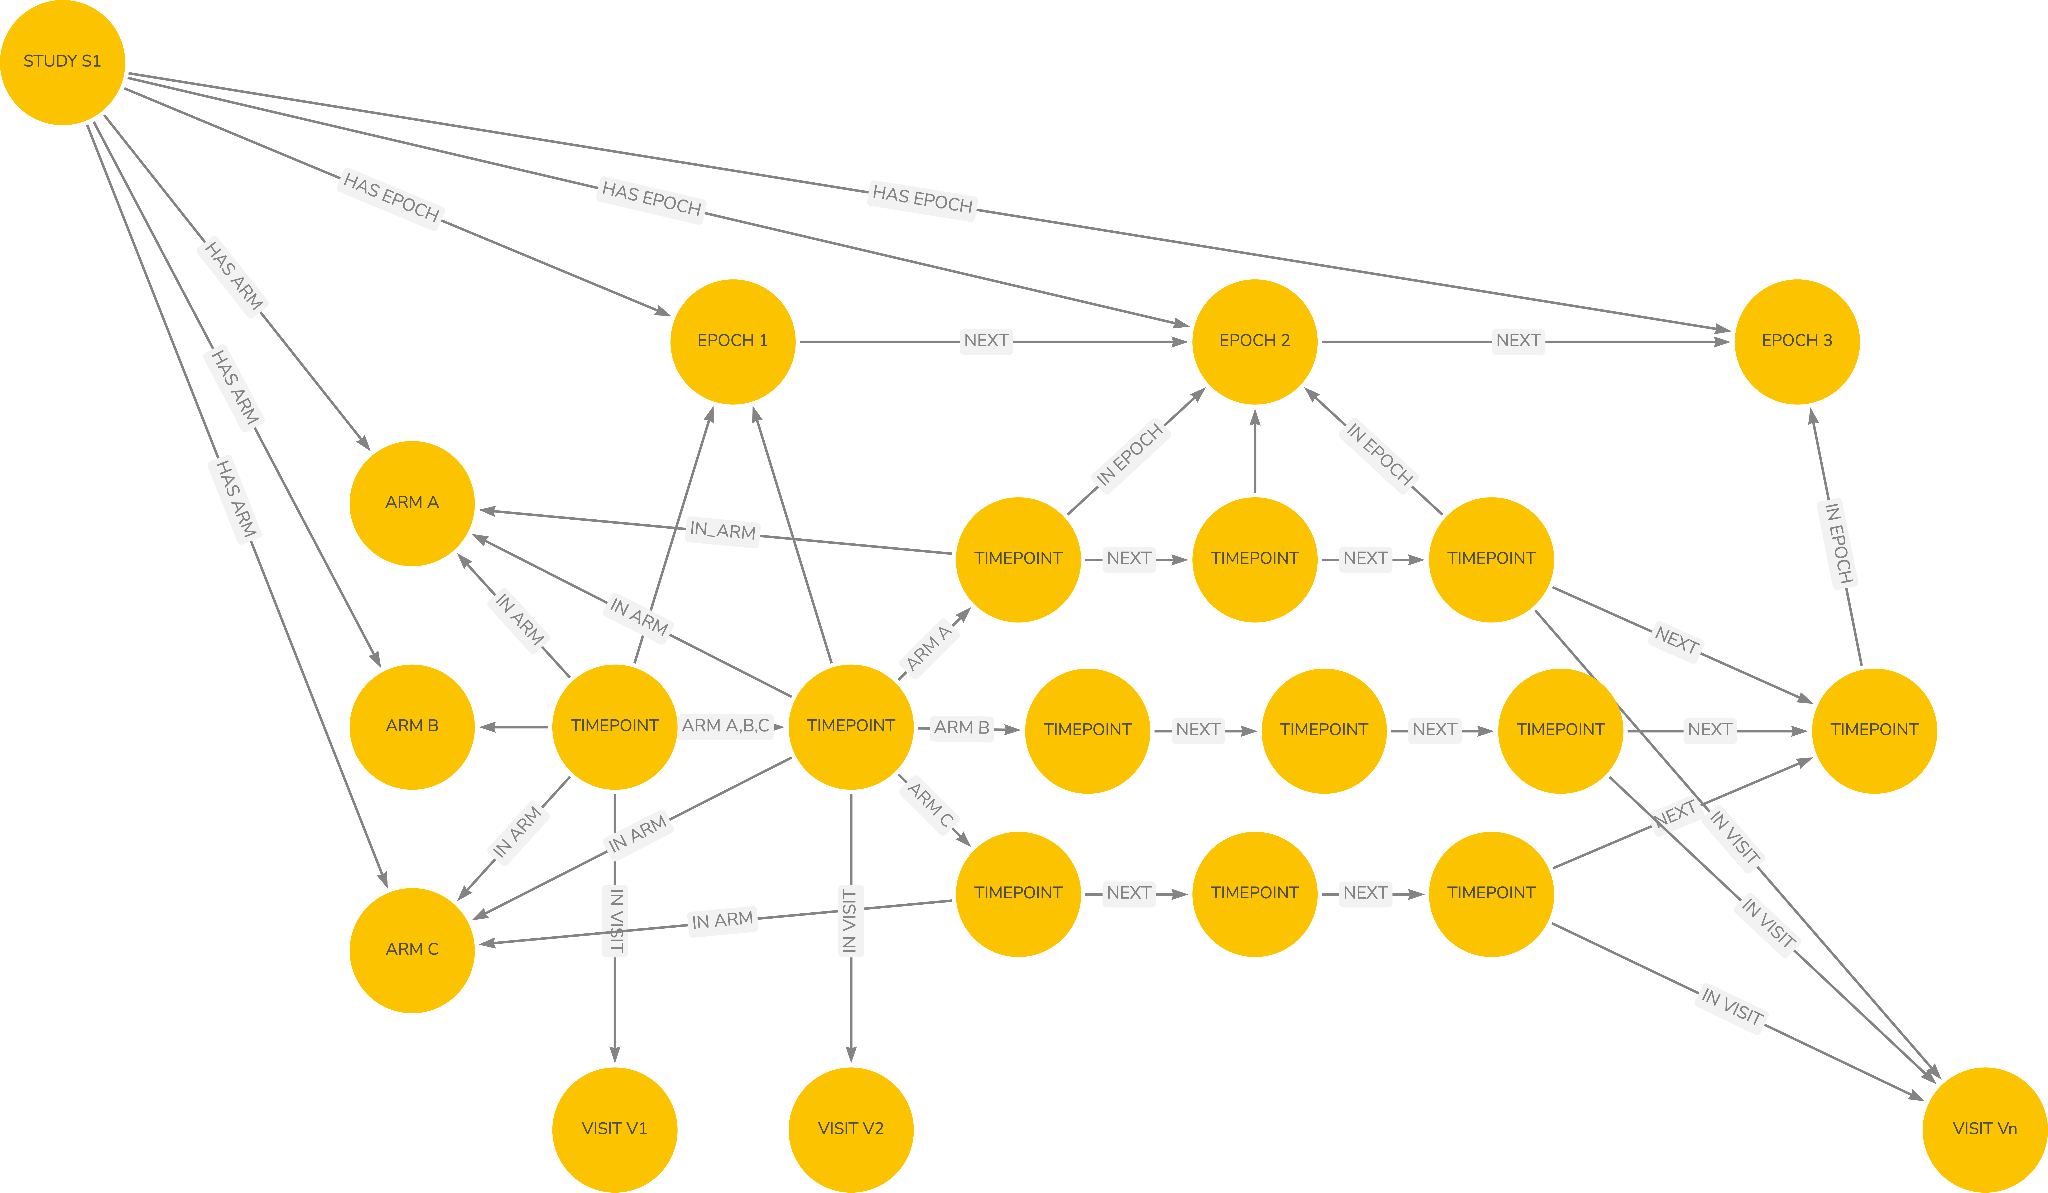 STUDY S1
HAS EPOCH
HAS EPOCH
HAS EPOCH
HAS ARM
HAS ARM
HAS ARM
EPOCH 1
NEXT
EPOCH 2
NEXT
EPOCH 3
IN EPOCH
IN EPOCH
IN EPOCH
ARM A
IN_ARM
TIMEPOINT
NEXT
TIMEPOINT
NEXT
TIMEPOINT
IN ARM
IN ARM
ARM A
NEXT
ARM B
TIMEPOINT
ARM A,B,C
TIMEPOINT
ARM B
TIMEPOINT
NEXT
TIMEPOINT
NEXT
TIMEPOINT
NEXT
TIMEPOINT
IN ARM
IN ARM
ARM C
NEXT
IN VISIT
TIMEPOINT
NEXT
TIMEPOINT
NEXT
TIMEPOINT
ARM C
IN ARM
IN VISIT
IN VISIT
IN VISIT
IN VISIT
VISIT V1
VISIT V2
VISIT Vn